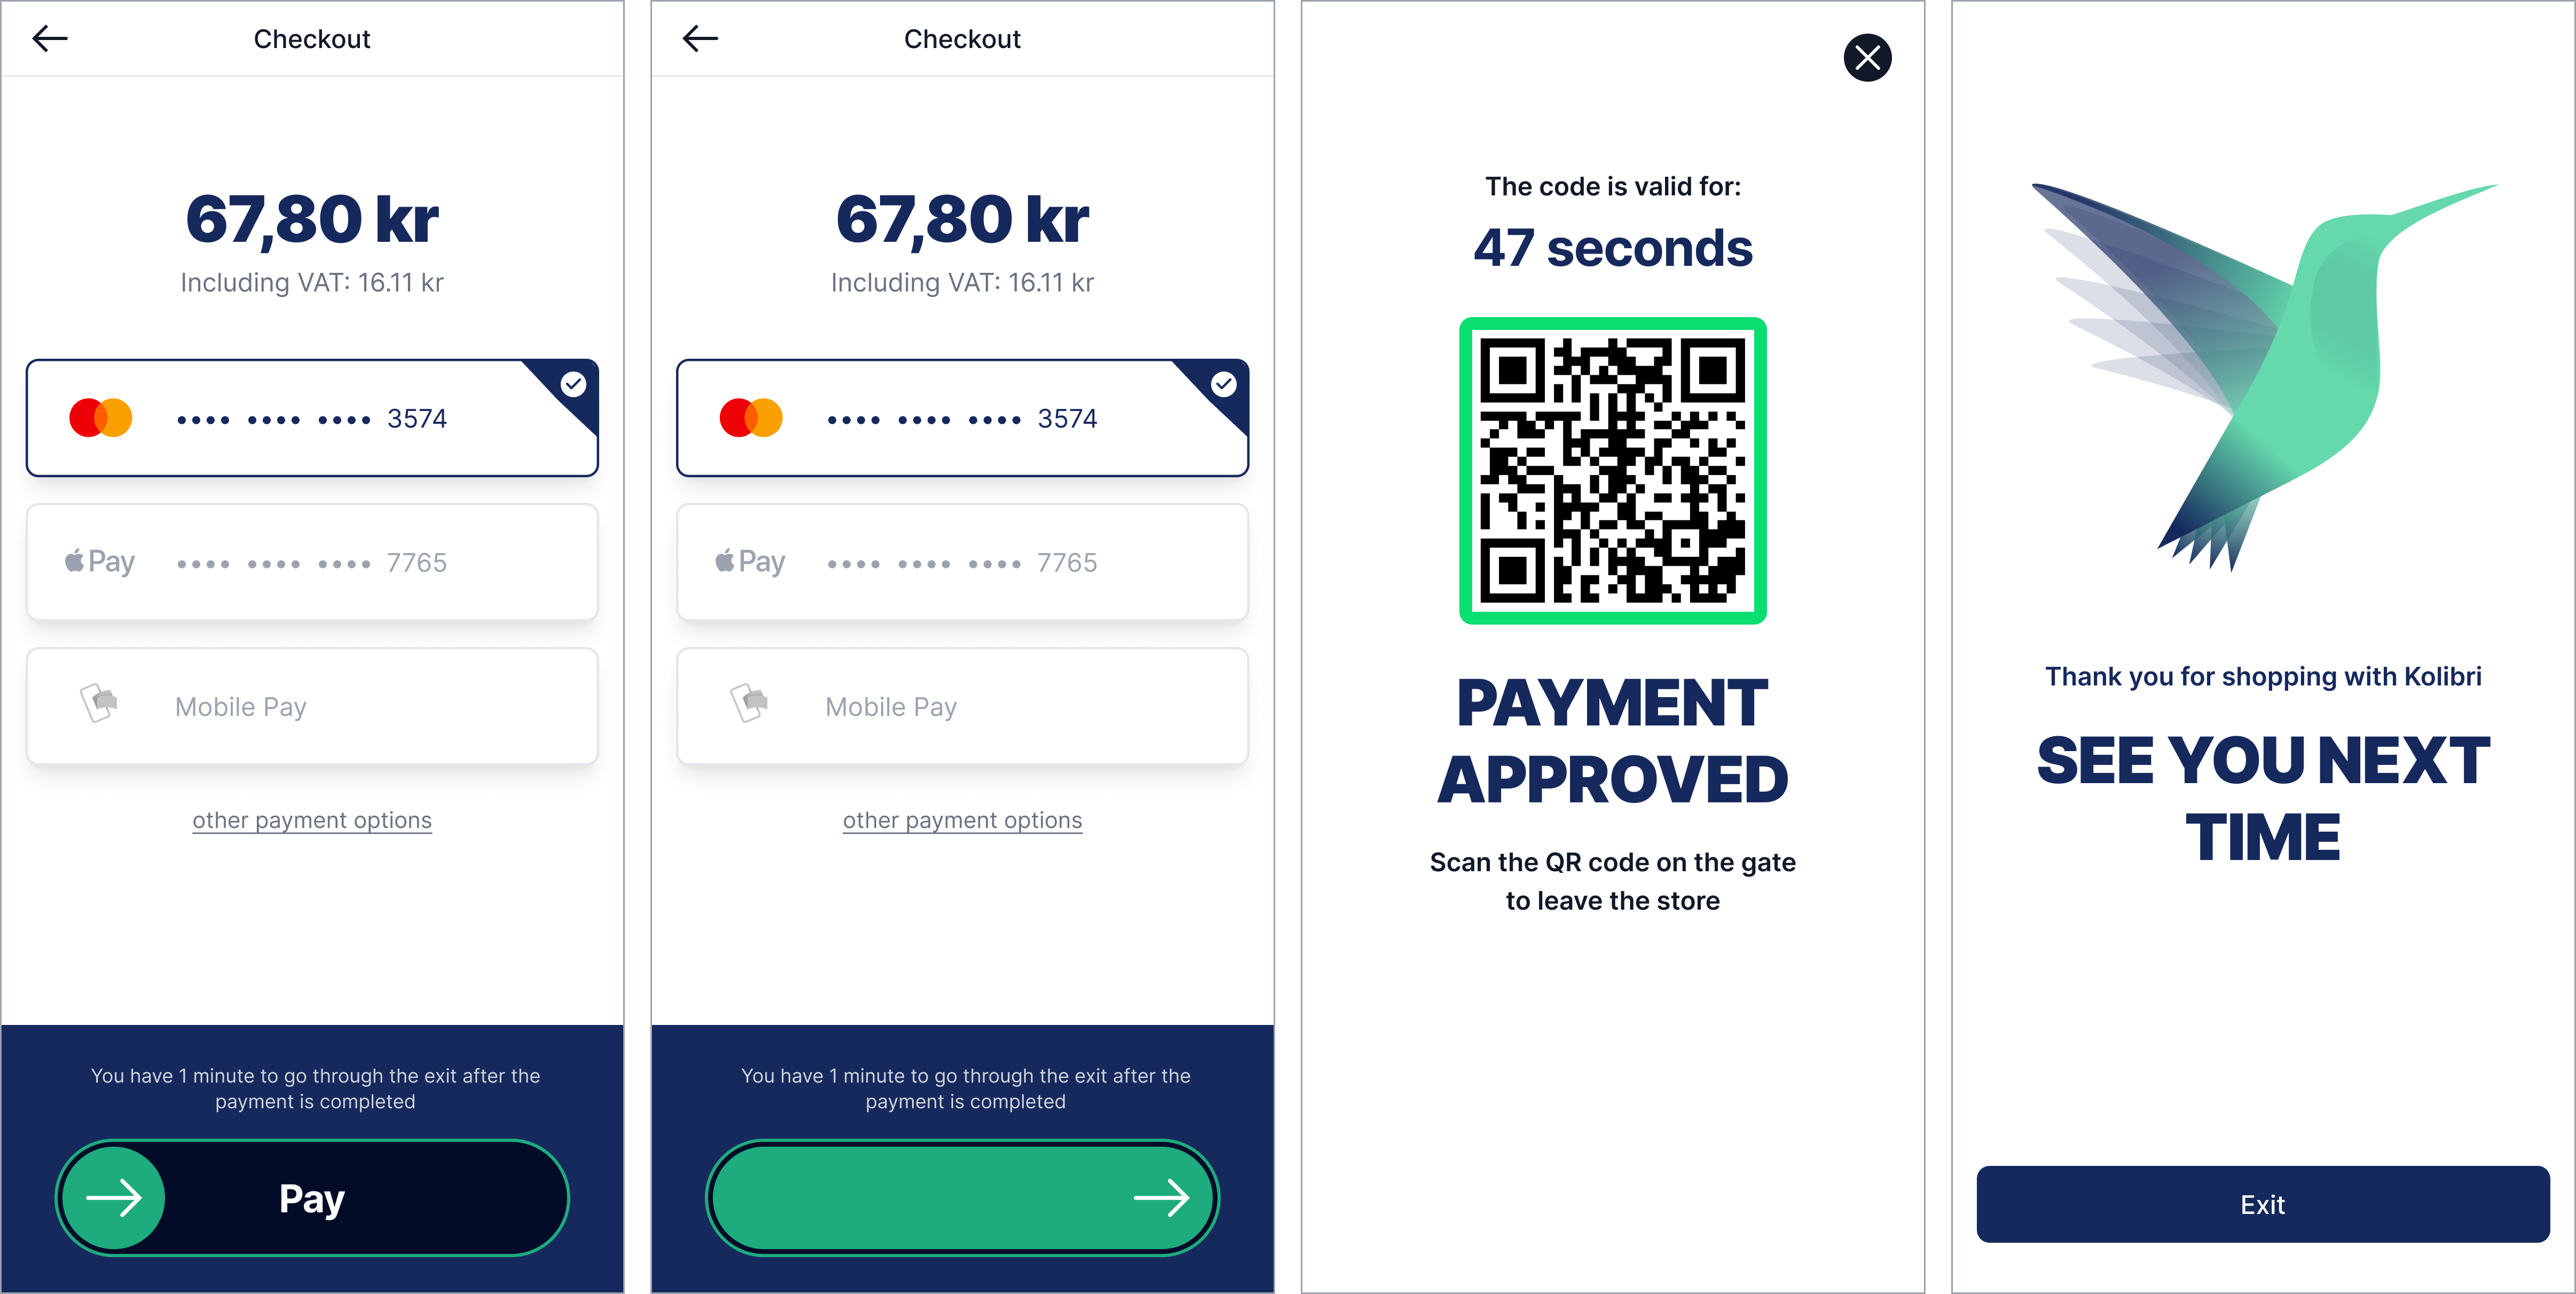 Checkout
67,80 kr
Including VAT: 16.11 kr
•••• •••• •••• 3574
Pay •••• •••• •••• 7765
Mobile Pay
other payment options
You have 1 minute to go through the exit after the
payment is completed
Pay
Checkout
67,80 kr
Including VAT: 16.11 kr
•••• •••• •••• 3574
Pay •••• •••• •••• 7765
Mobile Pay
other payment options
You have 1 minute to go through the exit after the
payment is completed
The code is valid for:
47 seconds
PAYMENT
APPROVED
Scan the QR code on the gate
to leave the store
Thank you for shopping with Kolibri
SEE YOU NEXT
TIME
Exit